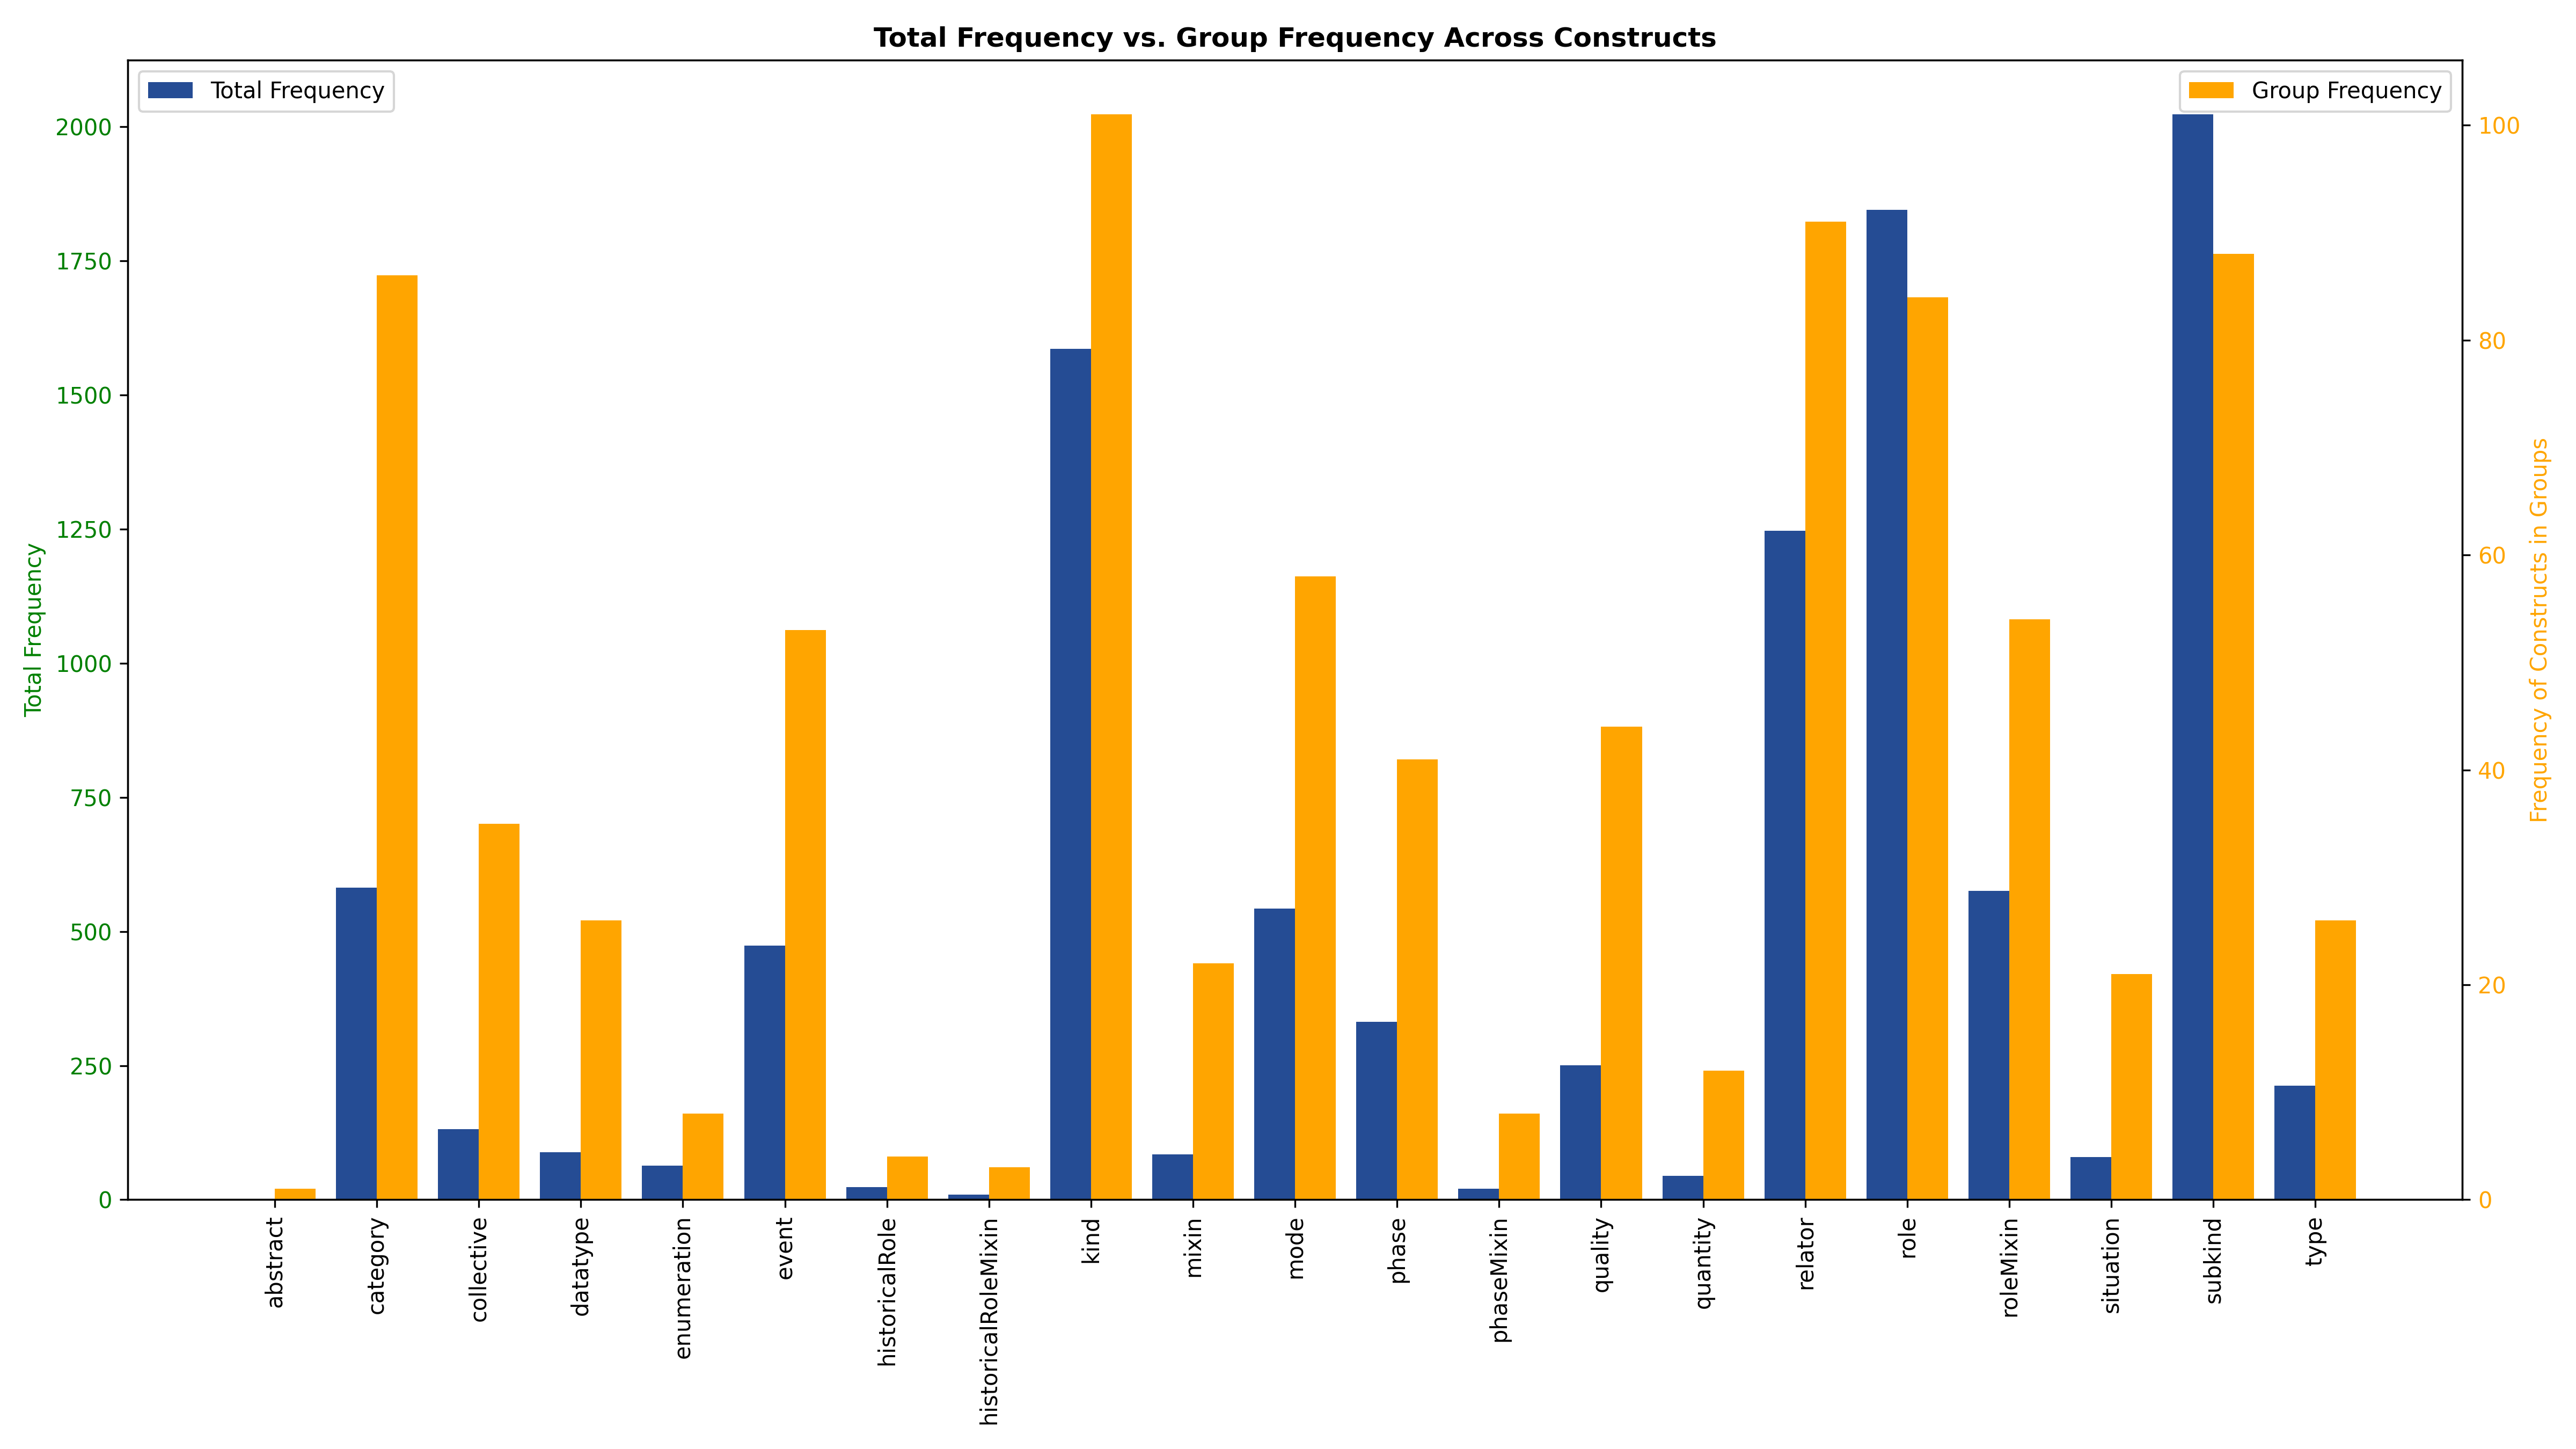 Total Frequency vs. Group Frequency Across Constructs
Total Frequency
Group Frequency
2000
1750
1500
1250
1000
750
500
250
0
Total Frequency
100
80
60
40
20
0
Frequency of Constructs in Groups
abstract
category
collective
datatype
enumeration
event
historicalRole
historicalRoleMixin
kind
mixin
mode
phase
phaseMixin
quality
quantity
relator
role
roleMixin
situation
subkind
type